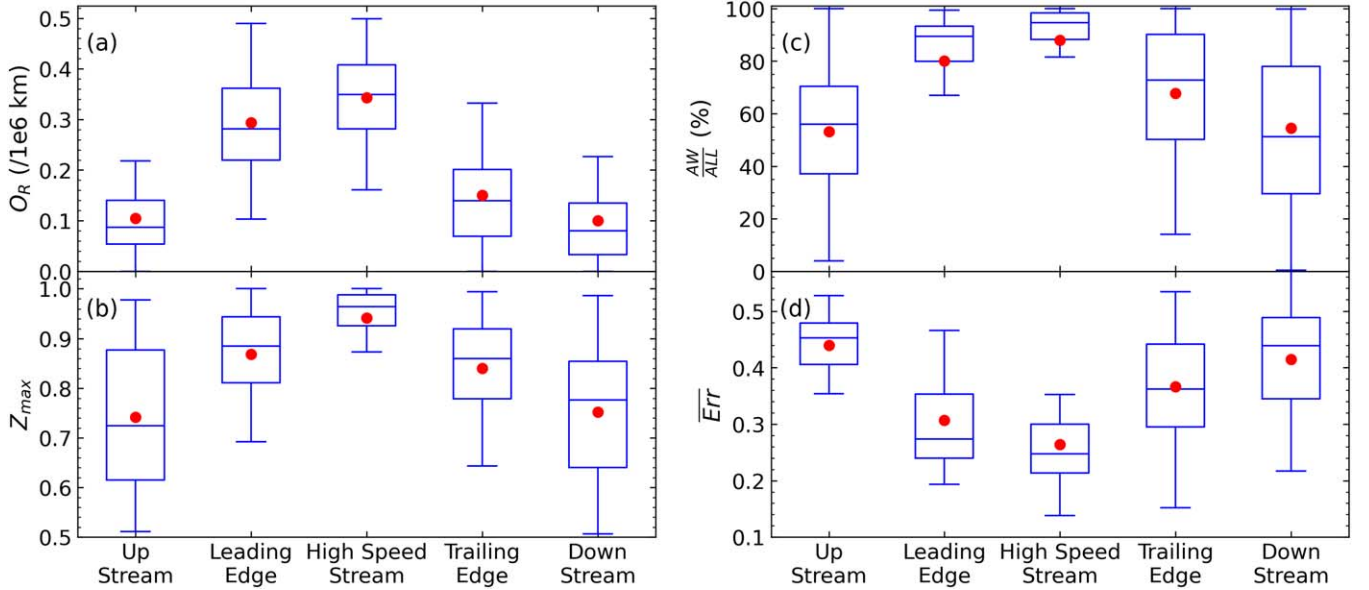 (a)
O_R (/1e6 km)
0.5
0.4
0.3
0.2
0.1
0.0
(b)
Z_max
1.0
0.9
0.8
0.7
0.6
0.5
Up Stream
Leading Edge
High Speed Stream
Trailing Edge
Down Stream
(c)
AW/ALL (%)
100
80
60
40
20
0
(d)
Err
0.5
0.4
0.3
0.2
0.1
Up Stream
Leading Edge
High Speed Stream
Trailing Edge
Down Stream